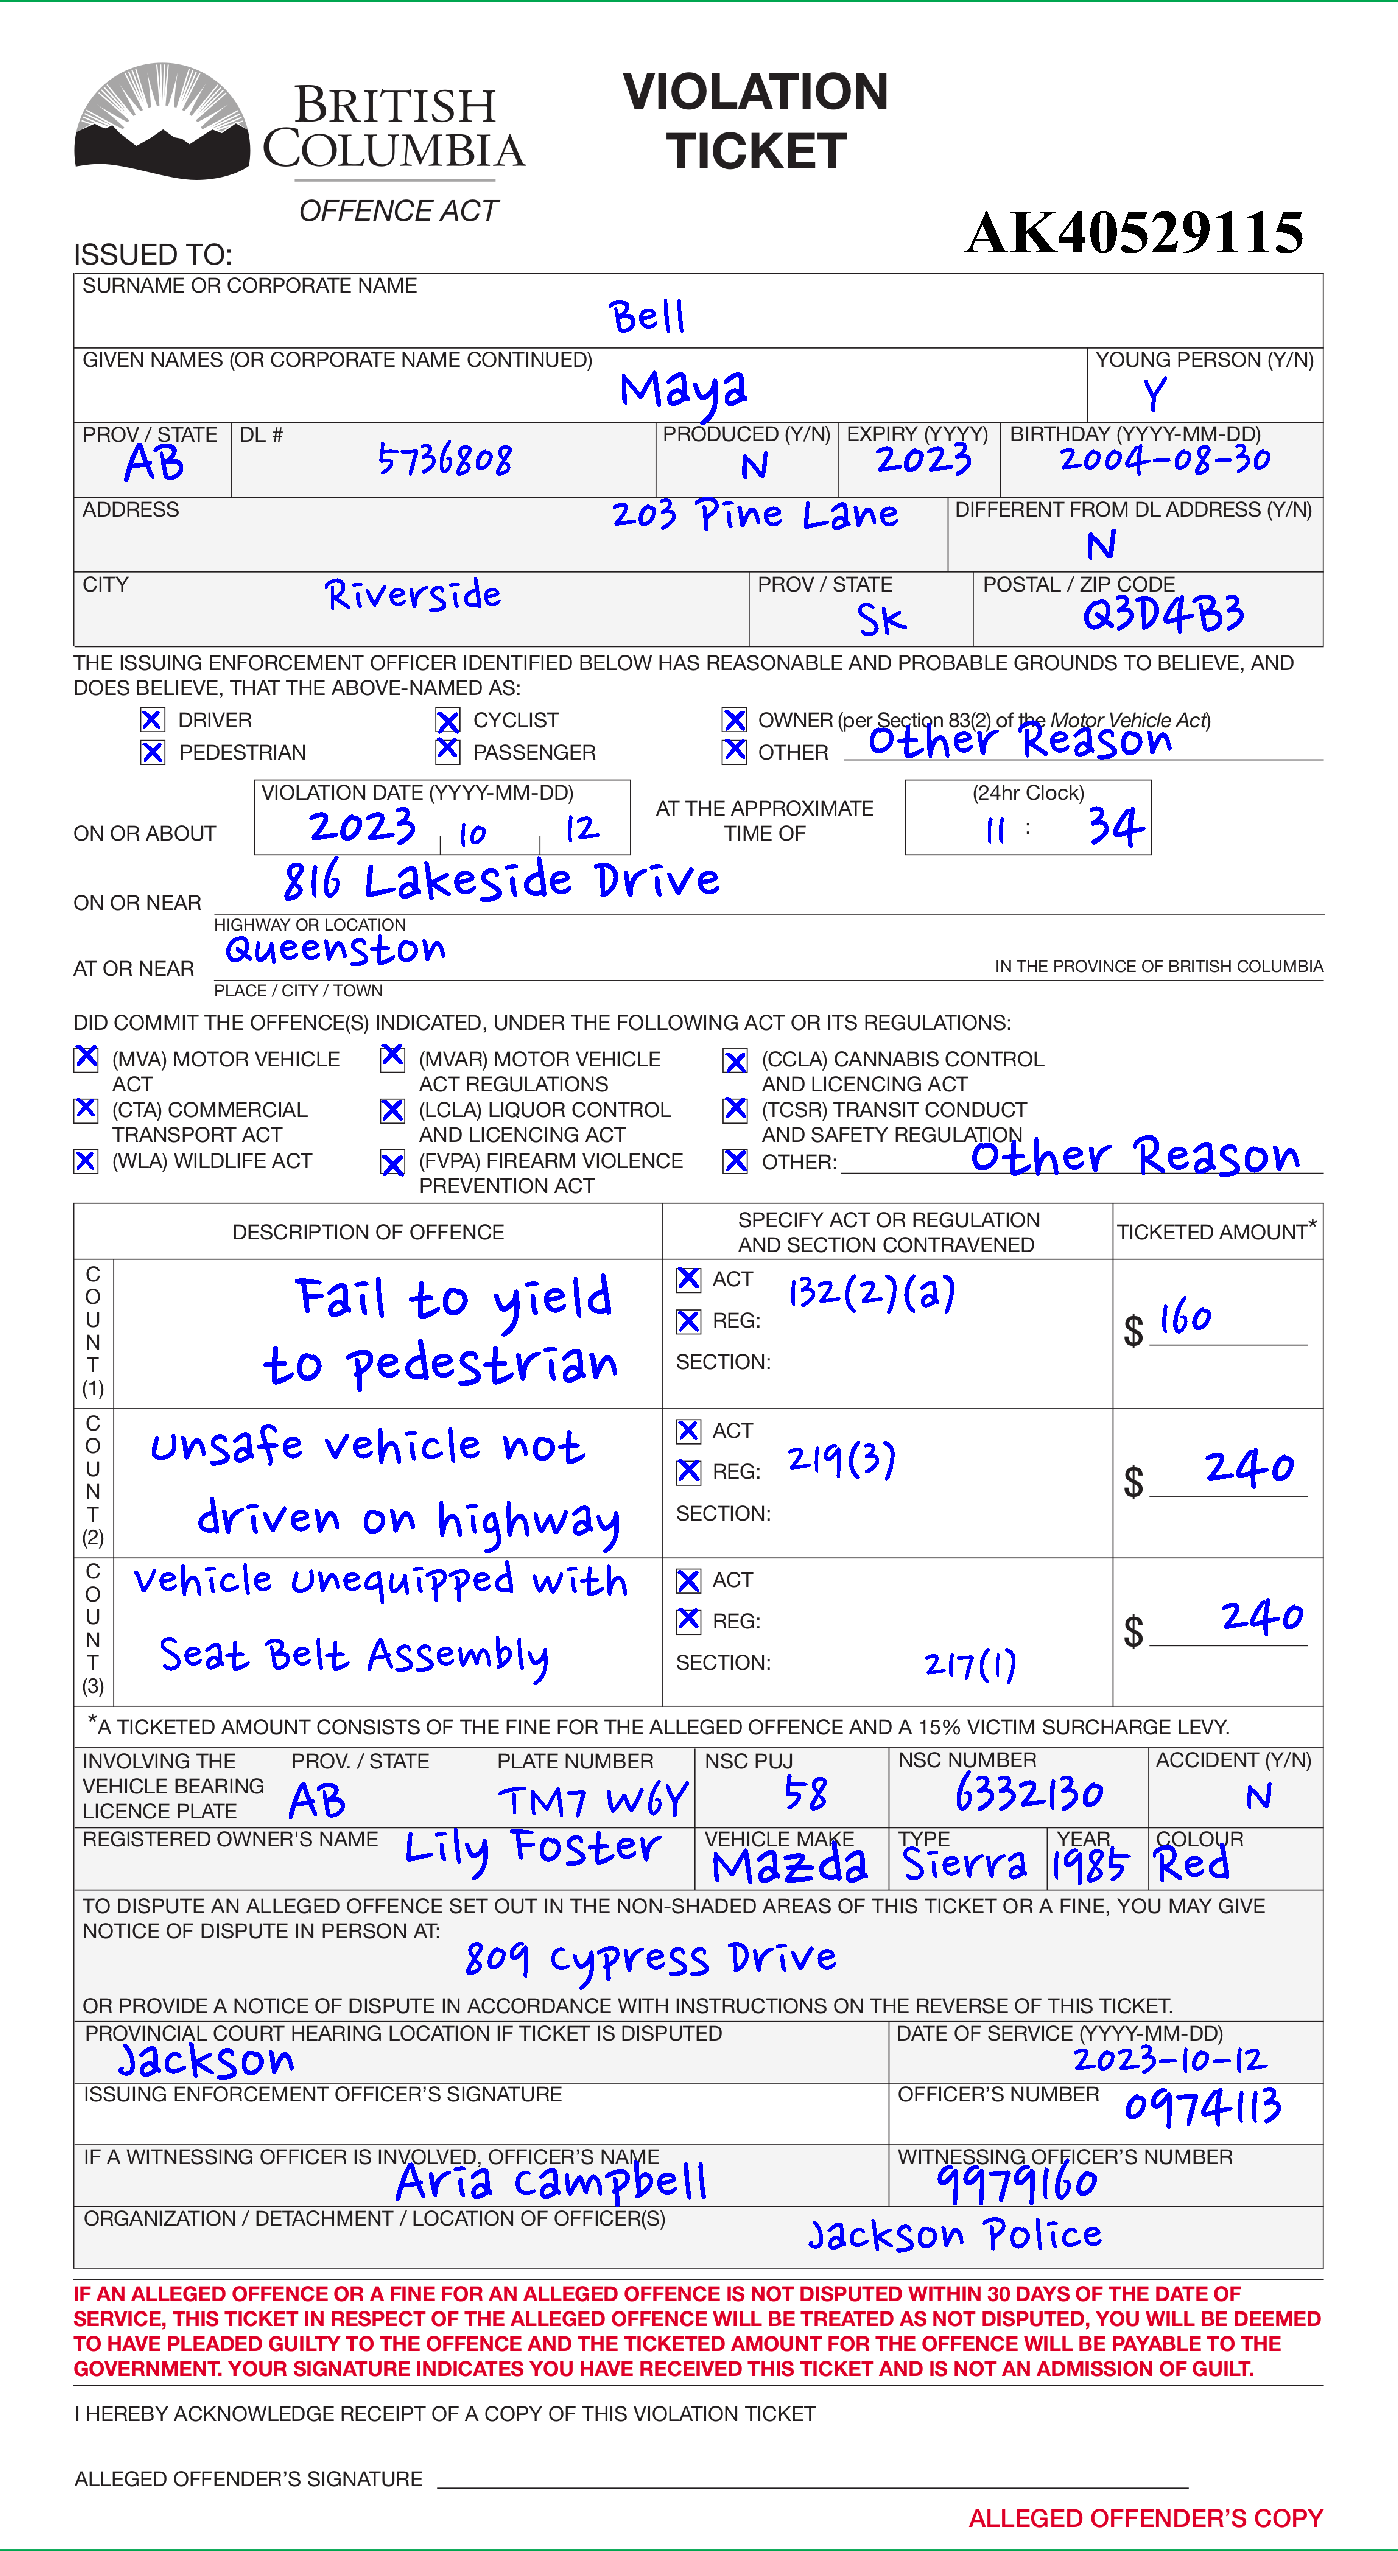 BRITISH
COLUMBIA
OFFENCE ACT
VIOLATION
TICKET
AK40529115
ISSUED TO:
SURNAME OR CORPORATE NAME
Bell
GIVEN NAMES (OR CORPORATE NAME CONTINUED)
Maya
YOUNG PERSON (Y/N)
Y
PROV / STATE
AB
DL #
5736808
PRODUCED (Y/N)
N
EXPIRY (YYYY)
2023
BIRTHDAY (YYYY-MM-DD)
2004-08-30
ADDRESS
203 Pine Lane
DIFFERENT FROM DL ADDRESS (Y/N)
N
CITY
Riverside
PROV / STATE
SK
POSTAL / ZIP CODE
Q3D4B3
THE ISSUING ENFORCEMENT OFFICER IDENTIFIED BELOW HAS REASONABLE AND PROBABLE GROUNDS TO BELIEVE, AND
DOES BELIEVE, THAT THE ABOVE-NAMED AS:
X DRIVER X CYCLIST X OWNER (per Section 83(2) of the Motor Vehicle Act)
X PEDESTRIAN X PASSENGER X OTHER Other Reason
ON OR ABOUT
VIOLATION DATE (YYYY-MM-DD)
2023 10 12
AT THE APPROXIMATE
TIME OF
(24hr Clock)
11 : 34
ON OR NEAR 816 Lakeside Drive
HIGHWAY OR LOCATION
AT OR NEAR Queenston
IN THE PROVINCE OF BRITISH COLUMBIA
PLACE / CITY / TOWN
DID COMMIT THE OFFENCE(S) INDICATED, UNDER THE FOLLOWING ACT OR ITS REGULATIONS:
X (MVA) MOTOR VEHICLE
ACT
X (MVAR) MOTOR VEHICLE
ACT REGULATIONS
X (CCLA) CANNABIS CONTROL
AND LICENCING ACT
X (CTA) COMMERCIAL
TRANSPORT ACT
X (LCLA) LIQUOR CONTROL
AND LICENCING ACT
X (TCSR) TRANSIT CONDUCT
AND SAFETY REGULATION
X (WLA) WILDLIFE ACT
X (FVPA) FIREARM VIOLENCE
PREVENTION ACT
X OTHER: Other Reason
DESCRIPTION OF OFFENCE
SPECIFY ACT OR REGULATION
AND SECTION CONTRAVENED
TICKETED AMOUNT*
COUNT (1)
Fail to yield
to pedestrian
X ACT
X REG:
SECTION:
132(2)(a)
$ 160
COUNT (2)
Unsafe vehicle not
driven on highway
X ACT
X REG:
SECTION:
219(3)
$ 240
COUNT (3)
Vehicle Unequipped with
Seat Belt Assembly
X ACT
X REG:
SECTION:
217(1)
$ 240
*A TICKETED AMOUNT CONSISTS OF THE FINE FOR THE ALLEGED OFFENCE AND A 15% VICTIM SURCHARGE LEVY.
INVOLVING THE
VEHICLE BEARING
LICENCE PLATE
PROV. / STATE
AB
PLATE NUMBER
TM7 W6Y
NSC PUJ
58
NSC NUMBER
6332130
ACCIDENT (Y/N)
N
REGISTERED OWNER'S NAME
Lily Foster
VEHICLE MAKE
Mazda
TYPE
Sierra
YEAR
1985
COLOUR
Red
TO DISPUTE AN ALLEGED OFFENCE SET OUT IN THE NON-SHADED AREAS OF THIS TICKET OR A FINE, YOU MAY GIVE
NOTICE OF DISPUTE IN PERSON AT:
809 Cypress Drive
OR PROVIDE A NOTICE OF DISPUTE IN ACCORDANCE WITH INSTRUCTIONS ON THE REVERSE OF THIS TICKET.
PROVINCIAL COURT HEARING LOCATION IF TICKET IS DISPUTED
Jackson
DATE OF SERVICE (YYYY-MM-DD)
2023-10-12
ISSUING ENFORCEMENT OFFICER'S SIGNATURE
OFFICER'S NUMBER
0974113
IF A WITNESSING OFFICER IS INVOLVED, OFFICER'S NAME
Aria Campbell
WITNESSING OFFICER'S NUMBER
9979160
ORGANIZATION / DETACHMENT / LOCATION OF OFFICER(S)
Jackson Police
IF AN ALLEGED OFFENCE OR A FINE FOR AN ALLEGED OFFENCE IS NOT DISPUTED WITHIN 30 DAYS OF THE DATE OF
SERVICE, THIS TICKET IN RESPECT OF THE ALLEGED OFFENCE WILL BE TREATED AS NOT DISPUTED, YOU WILL BE DEEMED
TO HAVE PLEADED GUILTY TO THE OFFENCE AND THE TICKETED AMOUNT FOR THE OFFENCE WILL BE PAYABLE TO THE
GOVERNMENT. YOUR SIGNATURE INDICATES YOU HAVE RECEIVED THIS TICKET AND IS NOT AN ADMISSION OF GUILT.
I HEREBY ACKNOWLEDGE RECEIPT OF A COPY OF THIS VIOLATION TICKET
ALLEGED OFFENDER'S SIGNATURE
ALLEGED OFFENDER'S COPY